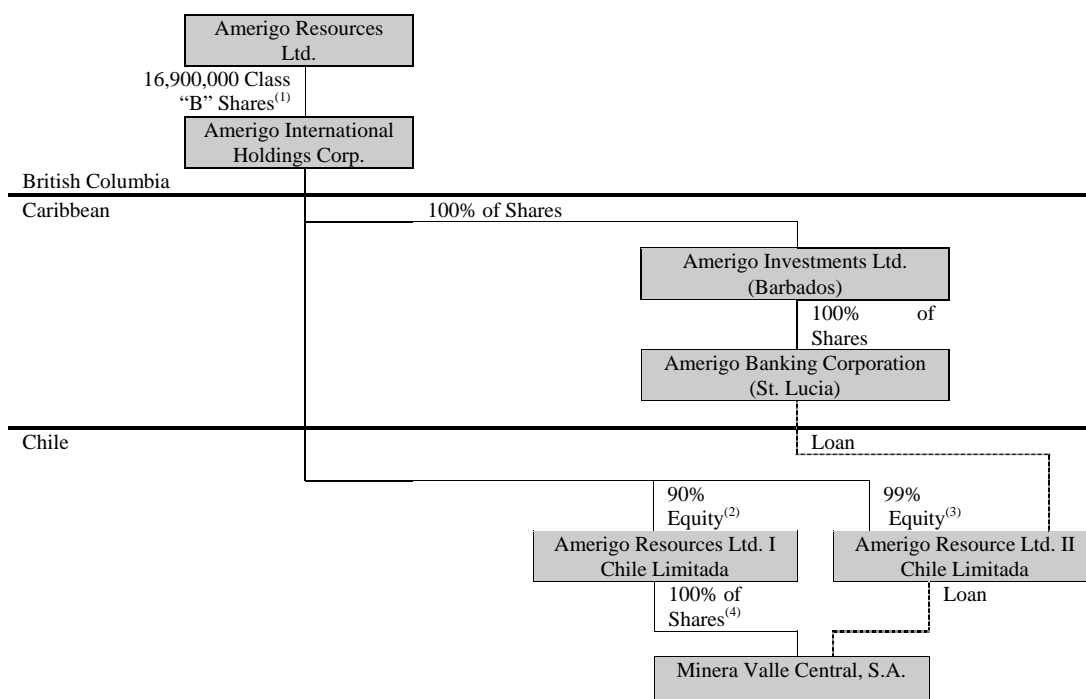 Amerigo Resources
Ltd.
16,900,000 Class
“B” Shares(1)
Amerigo International
Holdings Corp.
British Columbia
Caribbean
100% of Shares
Amerigo Investments Ltd.
(Barbados)
100% of
Shares
Amerigo Banking Corporation
(St. Lucia)
Chile
Loan
90%
Equity(2)
99%
Equity(3)
Amerigo Resources Ltd. I
Chile Limitada
Amerigo Resource Ltd. II
Chile Limitada
100% of
Shares(4)
Loan
Minera Valle Central, S.A.